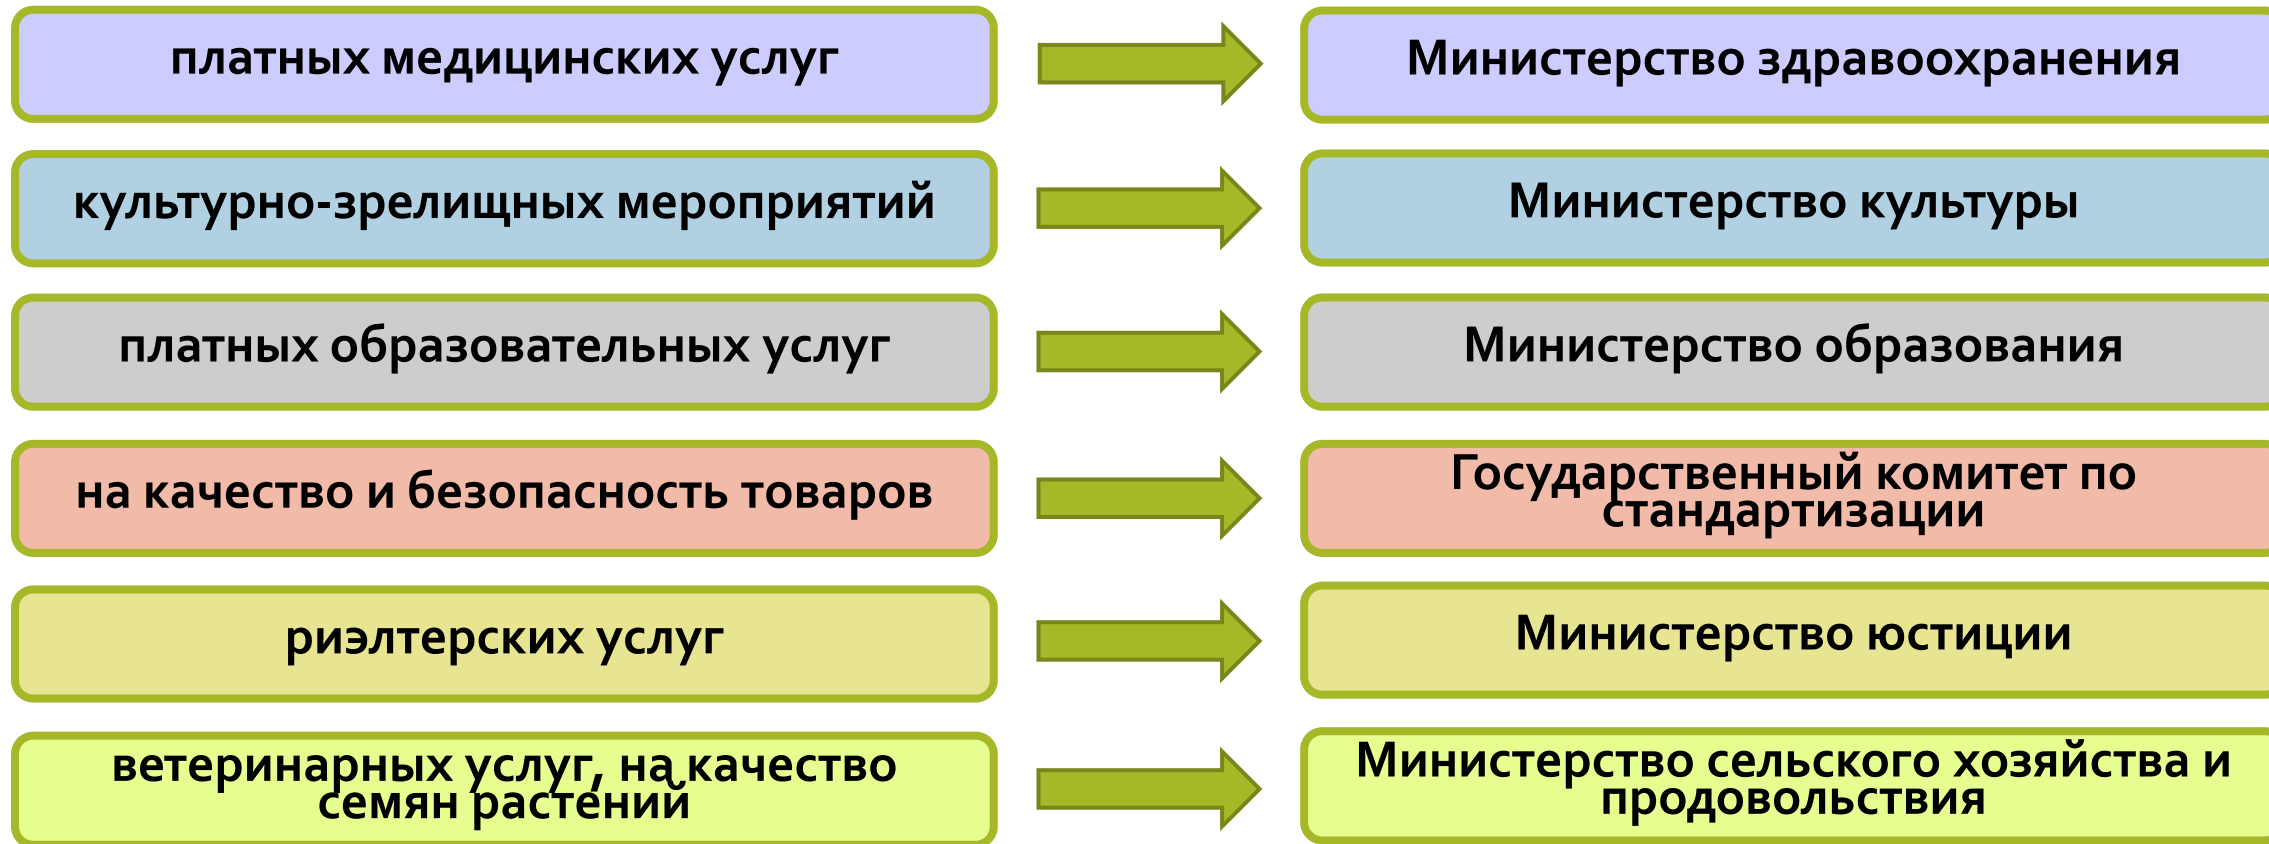 платных медицинских услуг
Министерство здравоохранения
культурно-зрелищных мероприятий
Министерство культуры
платных образовательных услуг
Министерство образования
на качество и безопасность товаров
Государственный комитет по
стандартизации
риэлтерских услуг
Министерство юстиции
ветеринарных услуг, на качество
семян растений
Министерство сельского хозяйства и
продовольствия